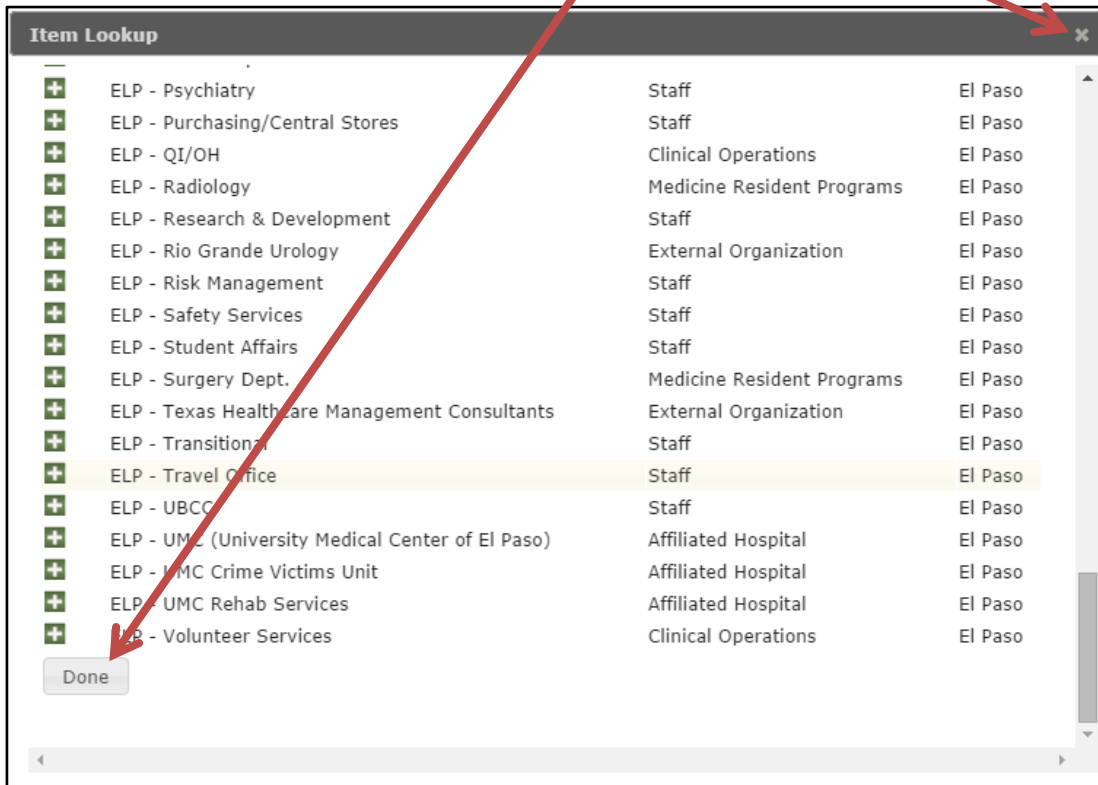 Item Lookup
ELP - Psychiatry Staff El Paso
ELP - Purchasing/Central Stores Staff El Paso
ELP - QI/OH Clinical Operations El Paso
ELP - Radiology Medicine Resident Programs El Paso
ELP - Research & Development Staff El Paso
ELP - Rio Grande Urology External Organization El Paso
ELP - Risk Management Staff El Paso
ELP - Safety Services Staff El Paso
ELP - Student Affairs Staff El Paso
ELP - Surgery Dept. Medicine Resident Programs El Paso
ELP - Texas Healthcare Management Consultants External Organization El Paso
ELP - Transitional Staff El Paso
ELP - Travel Office Staff El Paso
ELP - UBCC Staff El Paso
ELP - UMC (University Medical Center of El Paso) Affiliated Hospital El Paso
ELP - UMC Crime Victims Unit Affiliated Hospital El Paso
ELP - UMC Rehab Services Affiliated Hospital El Paso
ELP - Volunteer Services Clinical Operations El Paso
Done